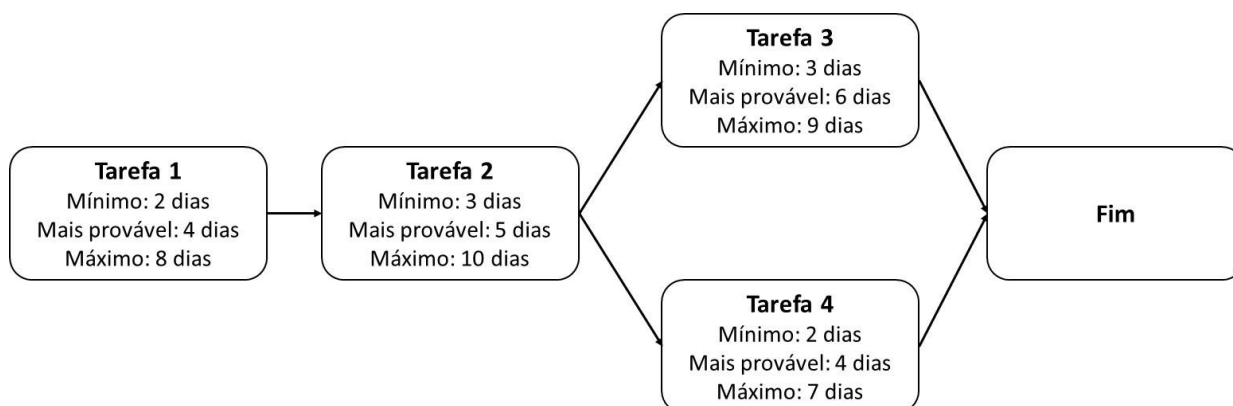 Tarefa 1
Mínimo: 2 dias
Mais provável: 4 dias
Máximo: 8 dias
Tarefa 2
Mínimo: 3 dias
Mais provável: 5 dias
Máximo: 10 dias
Tarefa 3
Mínimo: 3 dias
Mais provável: 6 dias
Máximo: 9 dias
Tarefa 4
Mínimo: 2 dias
Mais provável: 4 dias
Máximo: 7 dias
Fim